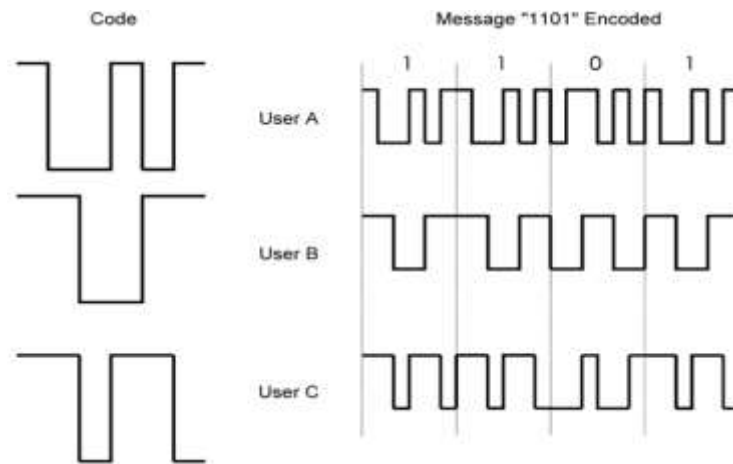 Code
Message "1101" Encoded
1 1 0 1
User A
User B
User C